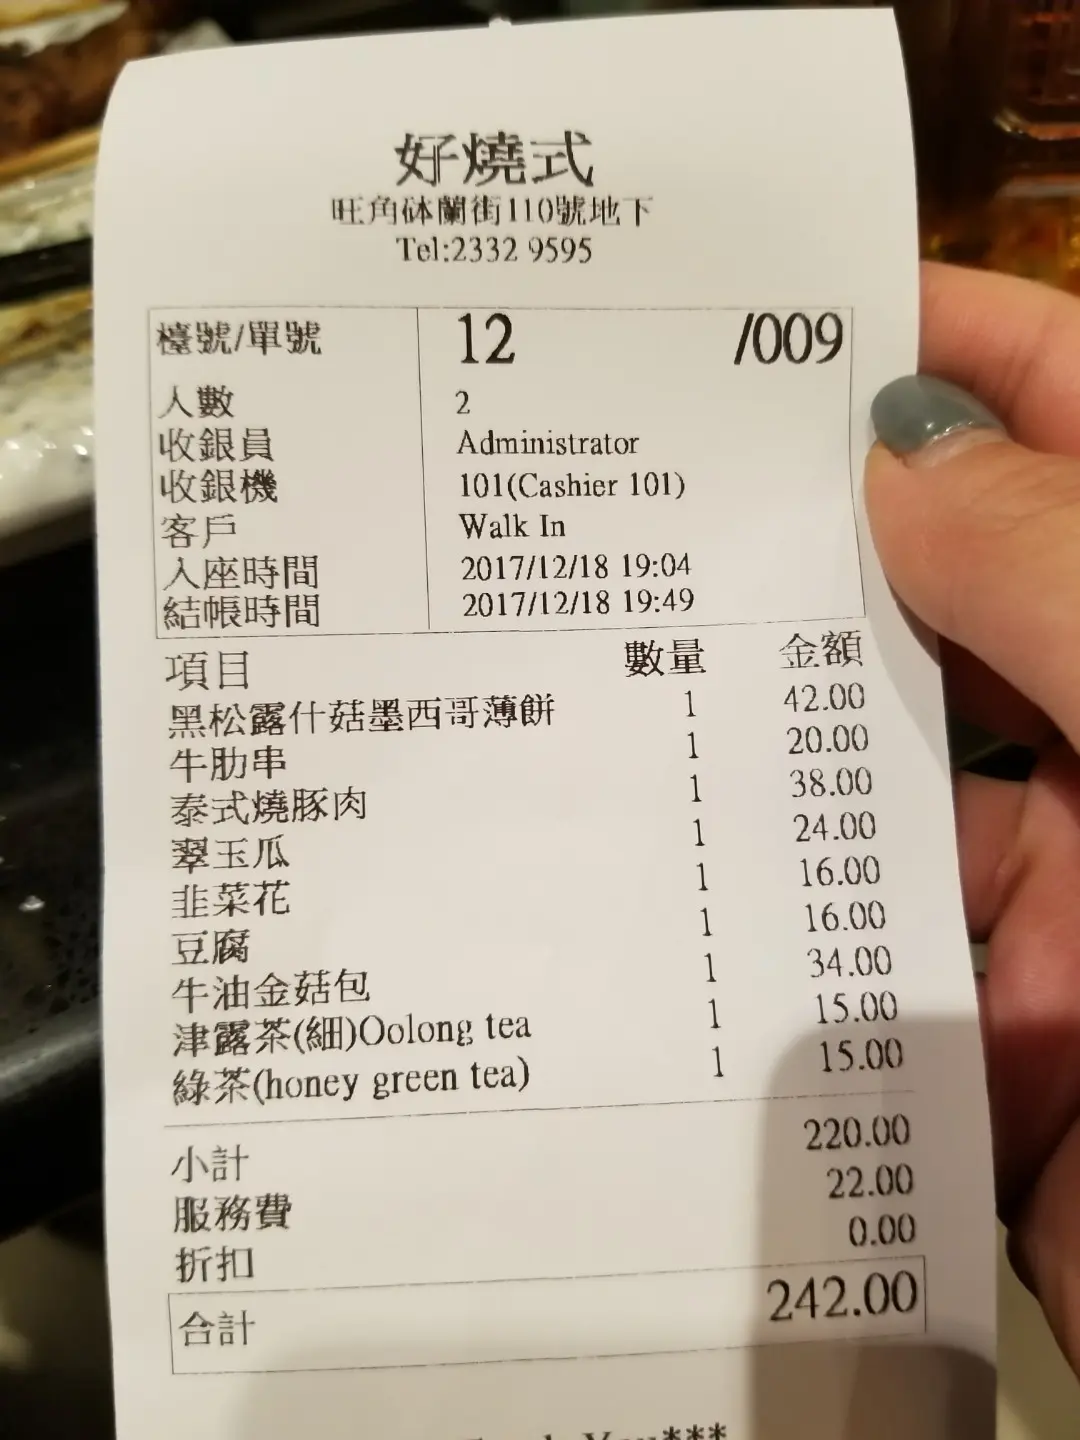 好燒式
旺角砵蘭街110號地下
Tel:2332 9595
檯號/單號 12 /009
人數 2
收銀員 Administrator
收銀機 101(Cashier 101)
客戶 Walk In
入座時間 2017/12/18 19:04
結帳時間 2017/12/18 19:49
項目 數量 金額
黑松露什菇墨西哥薄餅 1 42.00
牛肋串 1 20.00
泰式燒豚肉 1 38.00
翠玉瓜 1 24.00
韭菜花 1 16.00
豆腐 1 16.00
牛油金菇包 1 34.00
津露茶(細)Oolong tea 1 15.00
綠茶(honey green tea) 1 15.00
小計 220.00
服務費 22.00
折扣 0.00
合計 242.00
You***